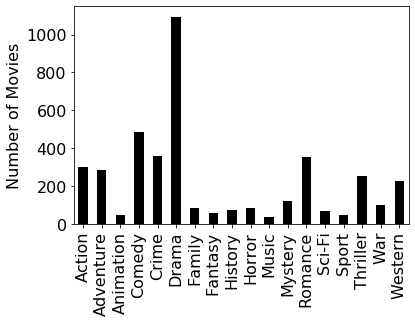 Number of Movies
1000
800
600
400
200
0
Action
Adventure
Animation
Comedy
Crime
Drama
Family
Fantasy
History
Horror
Music
Mystery
Romance
Sci-Fi
Sport
Thriller
War
Western